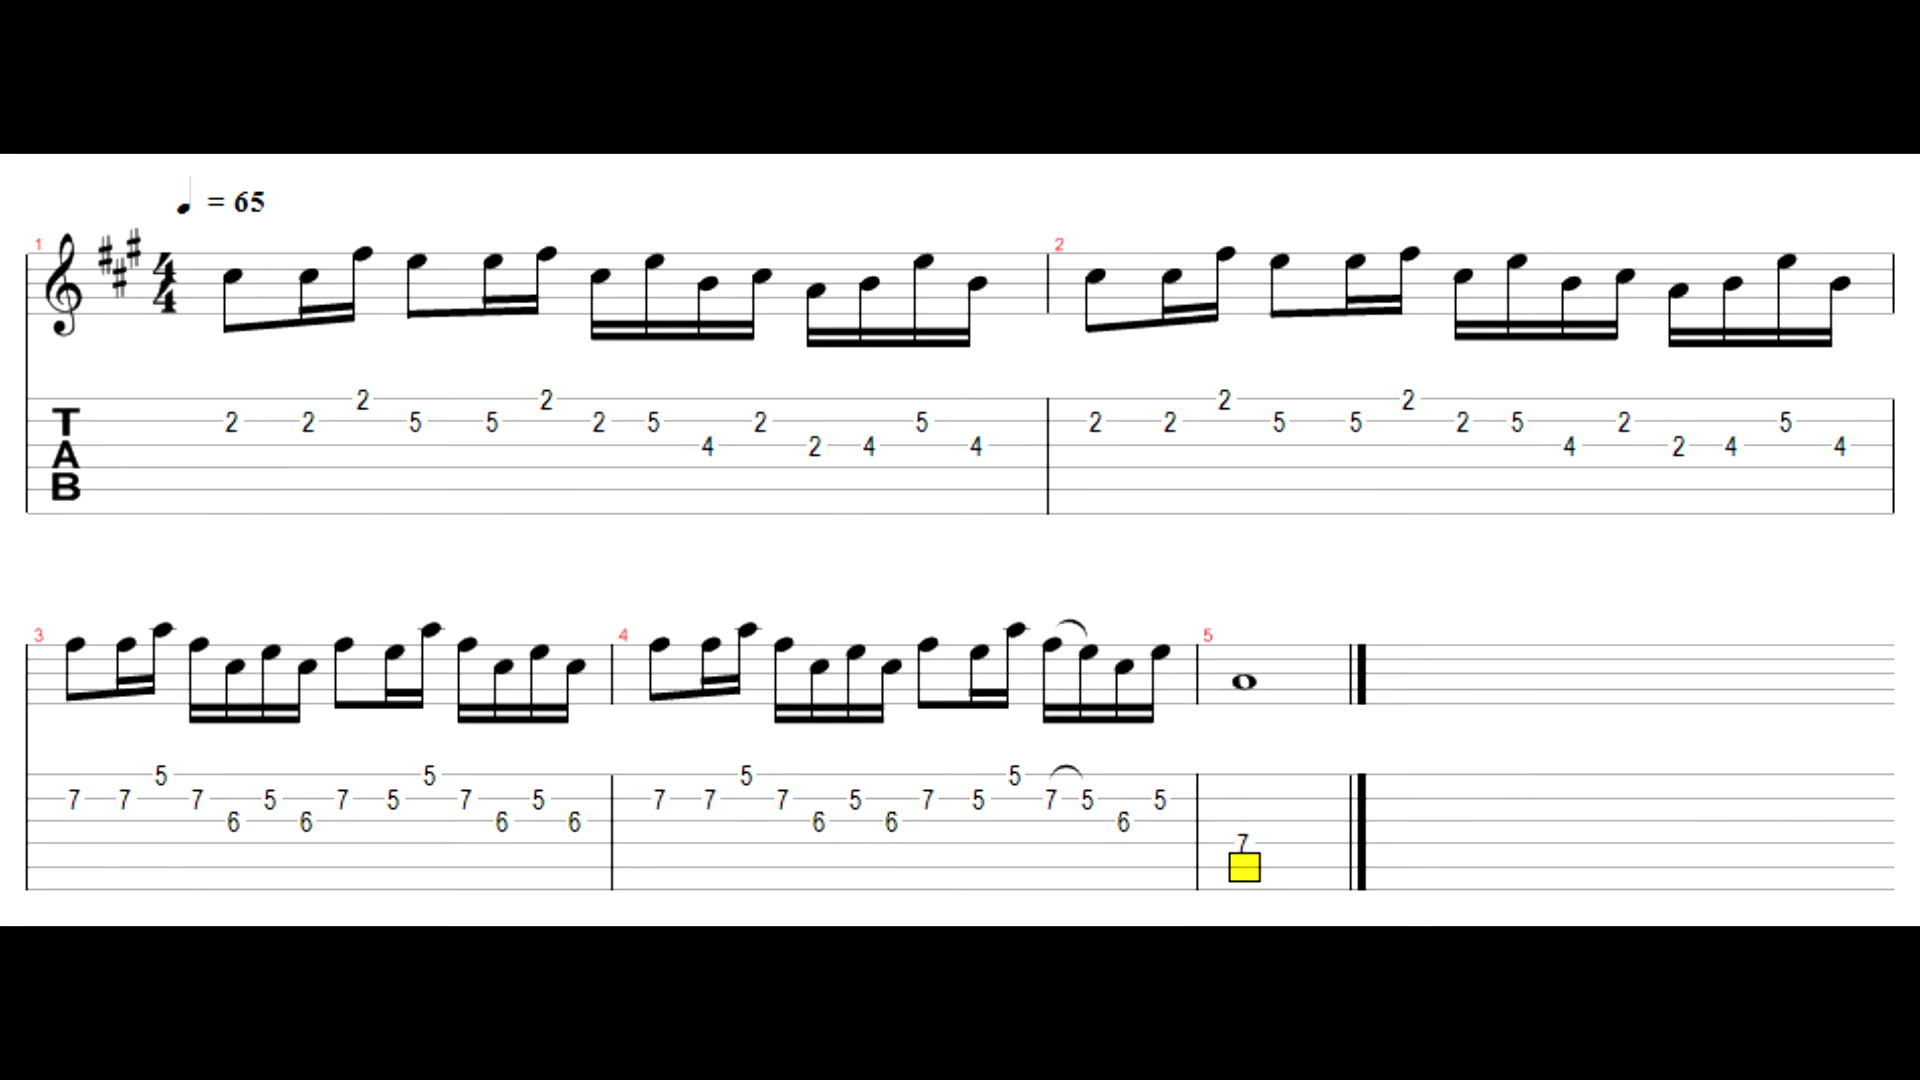 = 65
1 4 4 2
T A B 2 2 2 5 5 2 2 5 4 2 2 4 5 4 2 2 2 5 5 2 2 5 4 2 2 4 5 4
3 4 5
7 7 5 7 6 5 6 7 5 5 7 6 5 6 7 7 5 7 6 5 6 7 5 5 7 5 6 5 7